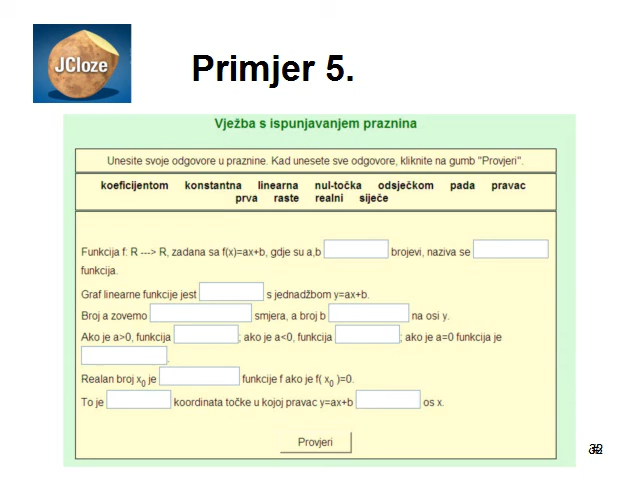 JCloze
Primjer 5.
Vježba s ispunjavanjem praznina
Unesite svoje odgovore u praznine. Kad unesete sve odgovore, kliknite na gumb "Provjeri".
koeficijentom konstantna linearna nul-točka odsječkom pada pravac
prva raste realni siječe
Funkcija f: R ---> R, zadana sa f(x)=ax+b, gdje su a,b brojevi, naziva se
funkcija.
Graf linearne funkcije jest s jednadžbom y=ax+b.
Broj a zovemo smjera, a broj b na osi y.
Ako je a>0, funkcija ; ako je a<0, funkcija ; ako je a=0 funkcija je
.
Realan broj x0 je funkcije f ako je f( x0 )=0.
To je koordinata točke u kojoj pravac y=ax+b os x.
Provjeri